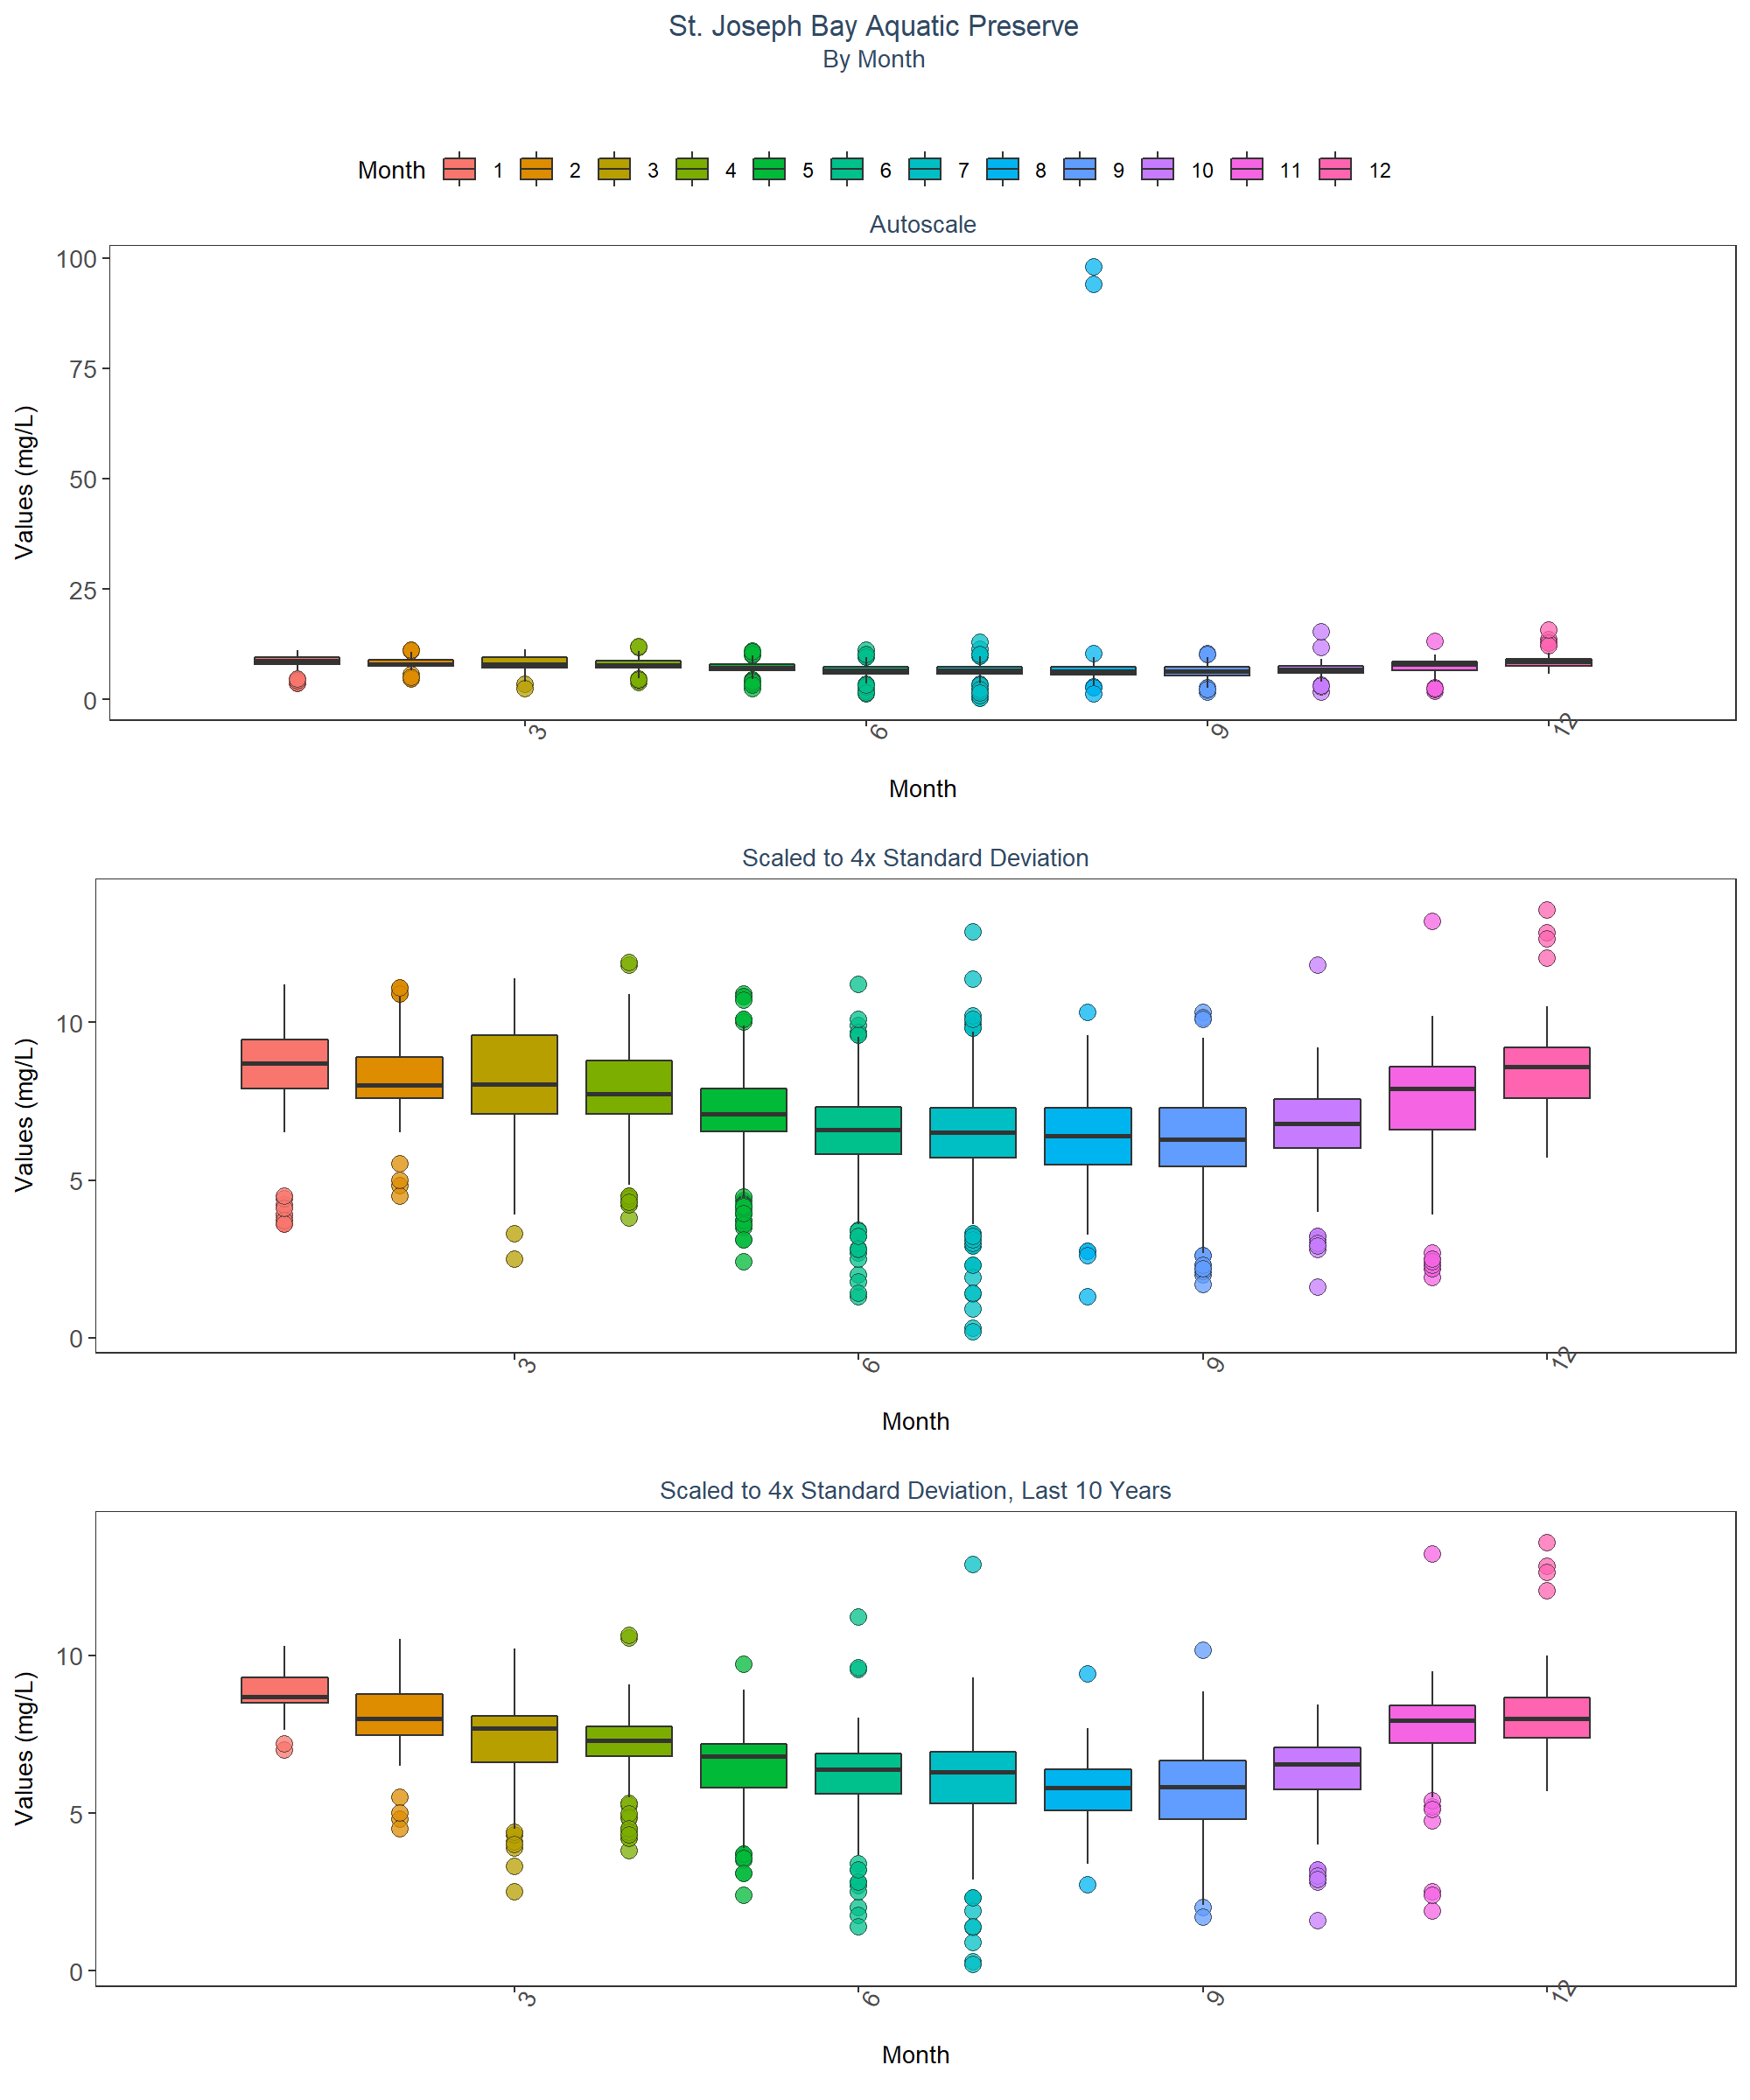 St. Joseph Bay Aquatic Preserve
By Month
Month 1 2 3 4 5 6 7 8 9 10 11 12
Autoscale
100
75
50
25
0
Values (mg/L)
3 6 9 12
Month
Scaled to 4x Standard Deviation
10
5
0
Values (mg/L)
3 6 9 12
Month
Scaled to 4x Standard Deviation, Last 10 Years
10
5
0
Values (mg/L)
3 6 9 12
Month